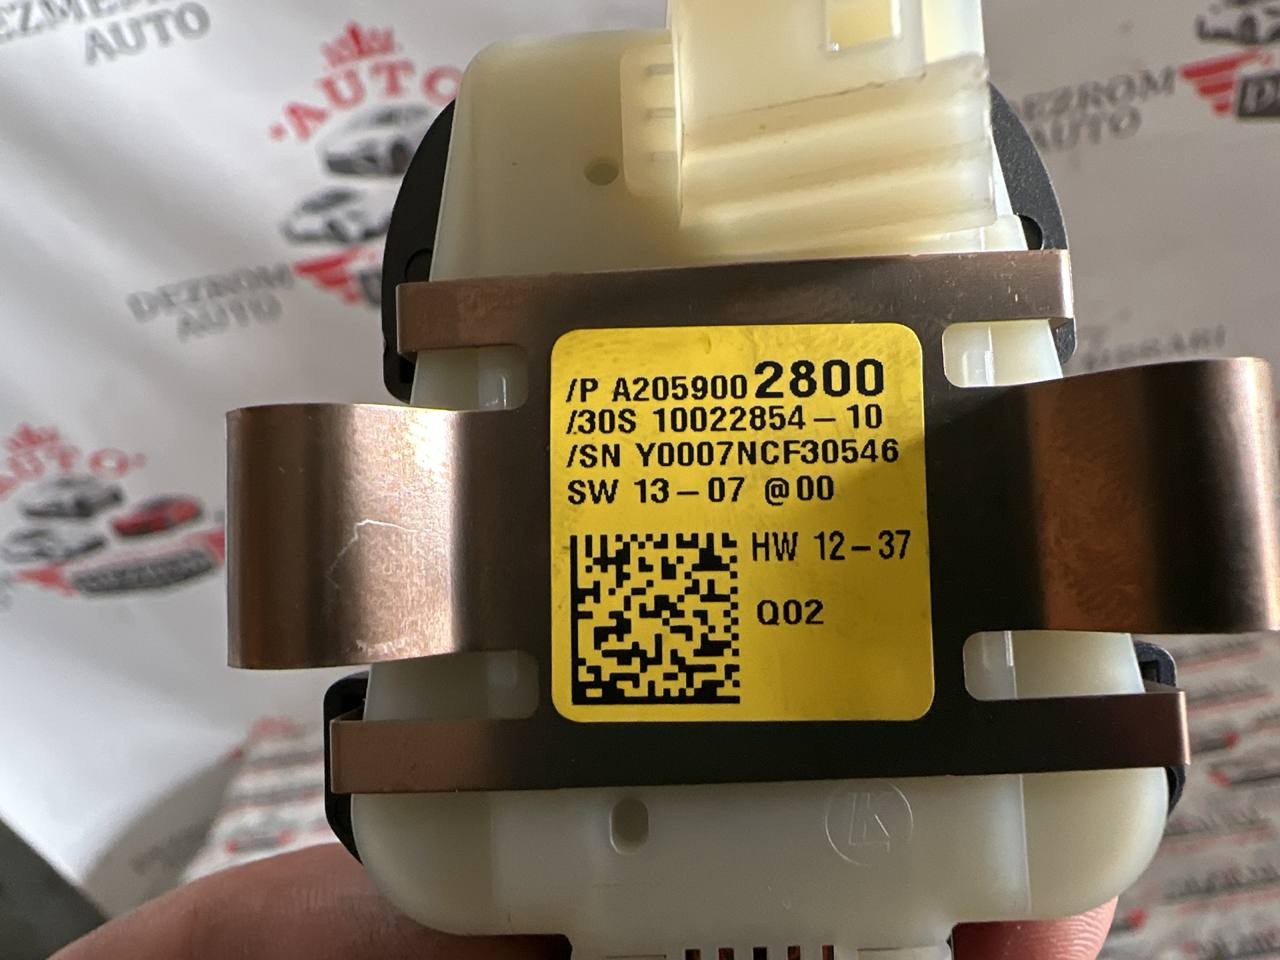 DEZMEMBRARI
AUTO
AUTO
DEZROM
AUTO
DEZROM
AUTO
/P A205900 2800
/30S 10022854-10
/SN Y0007NCF30546
SW 13-07 @00
HW 12-37
Q02
LK